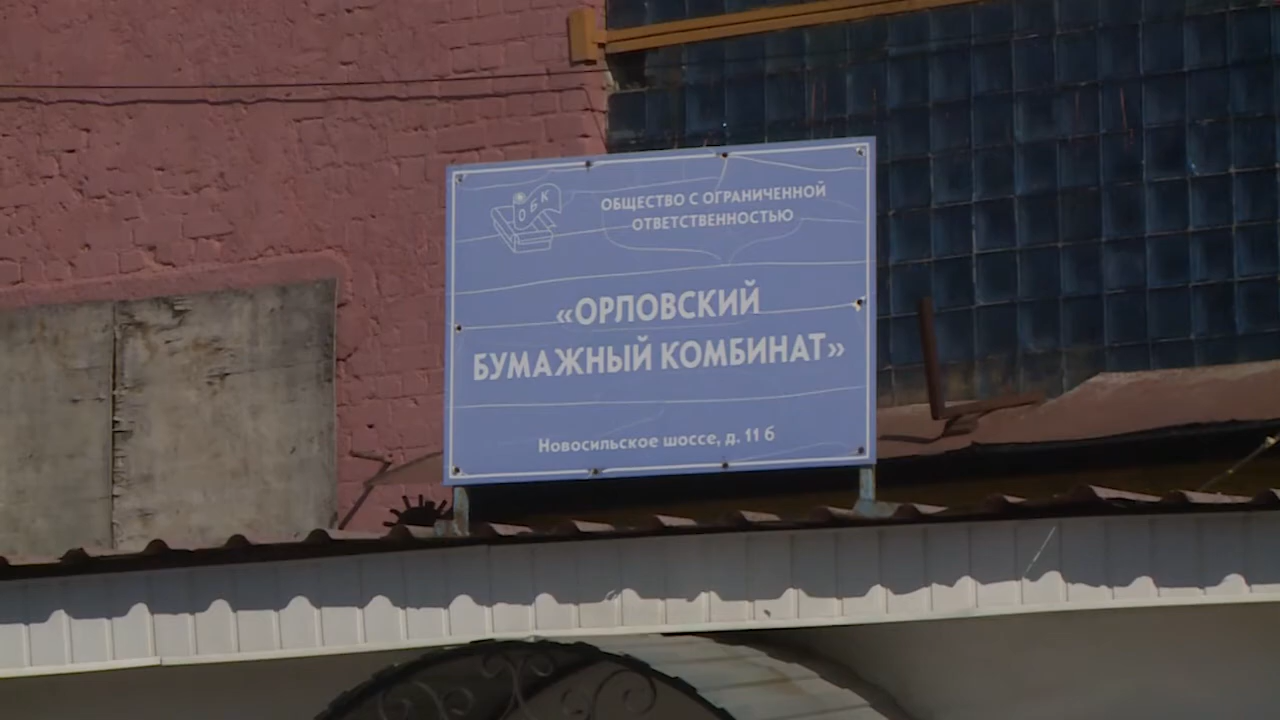 ОБК
ОБЩЕСТВО С ОГРАНИЧЕННОЙ
ОТВЕТСТВЕННОСТЬЮ
«ОРЛОВСКИЙ
БУМАЖНЫЙ КОМБИНАТ»
Новосильское шоссе, д. 11 б